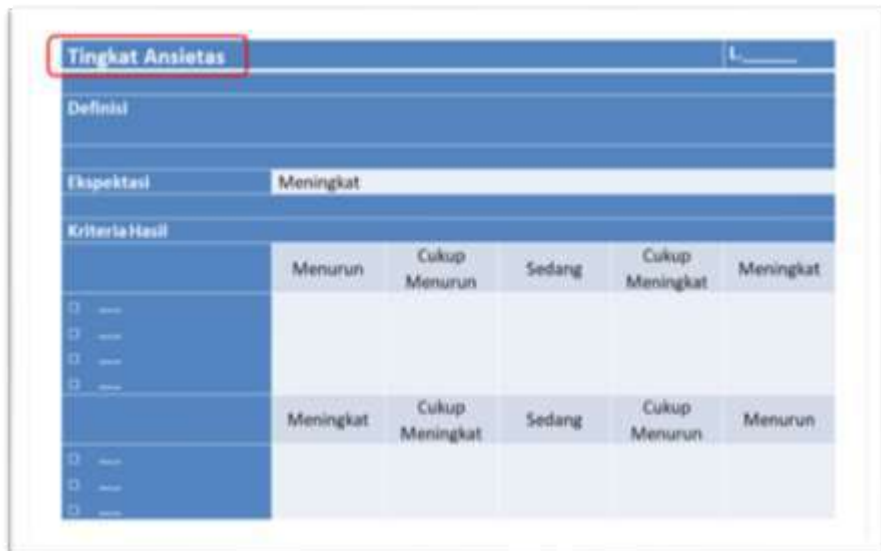 Tingkat Ansietas L.______
Definisi
Ekspektasi Meningkat
Kriteria Hasil
Menurun Cukup Menurun Sedang Cukup Meningkat Meningkat
□ ....
□ ....
□ ....
□ ....
Meningkat Cukup Meningkat Sedang Cukup Menurun Menurun
□ ....
□ ....
□ ....